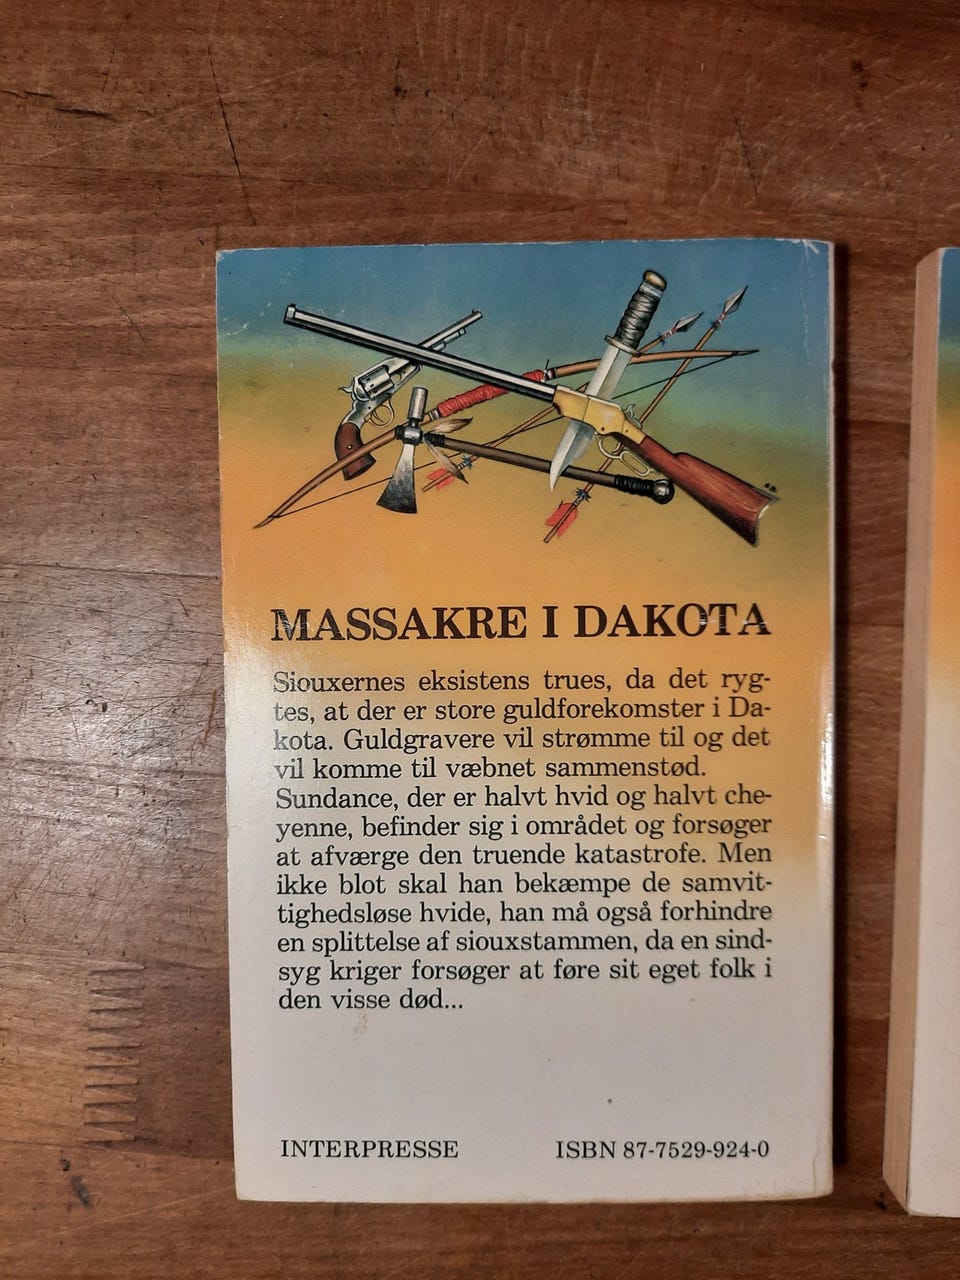 MASSAKRE I DAKOTA
Siouxernes eksistens trues, da det ryg-
tes, at der er store guldforekomster i Da-
kota. Guldgravere vil strømme til og det
vil komme til væbnet sammenstød.
Sundance, der er halvt hvid og halvt che-
yenne, befinder sig i området og forsøger
at afværge den truende katastrofe. Men
ikke blot skal han bekæmpe de samvit-
tighedsløse hvide, han må også forhindre
en splittelse af siouxstammen, da en sind-
syg kriger forsøger at føre sit eget folk i
den visse død...
INTERPRESSE
ISBN 87-7529-924-0